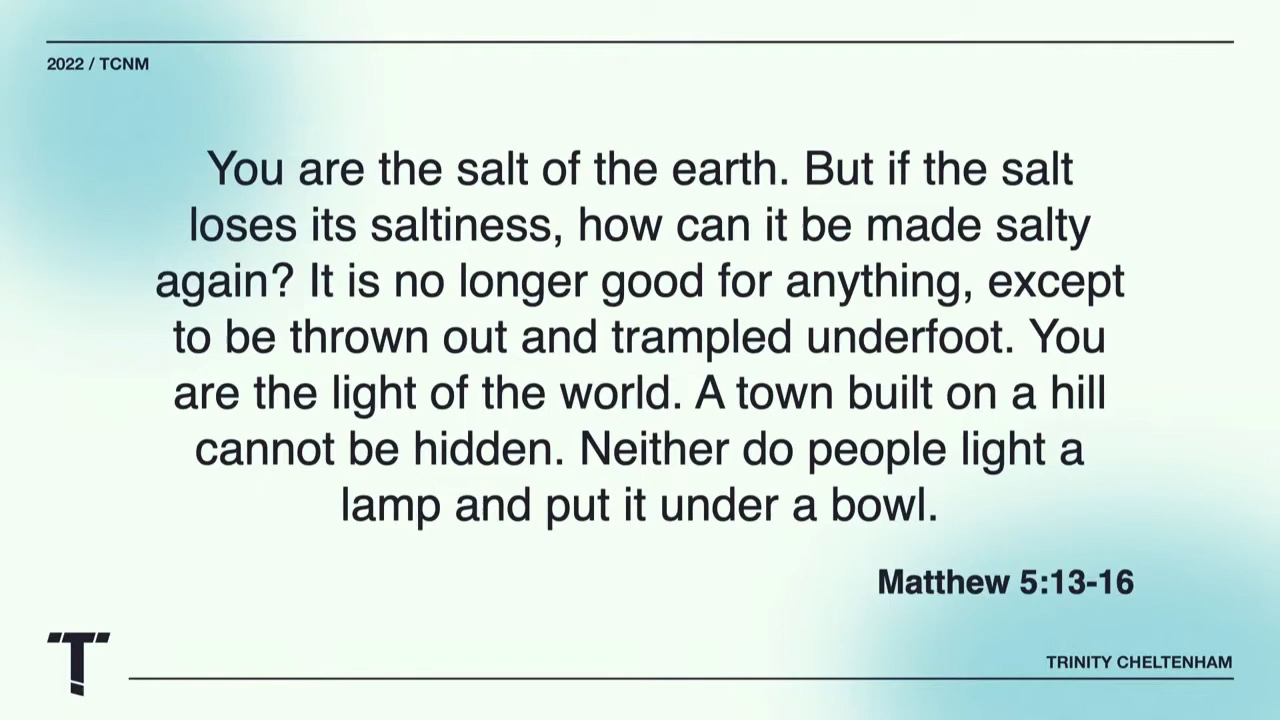 2022 / TCNM
You are the salt of the earth. But if the salt
loses its saltiness, how can it be made salty
again? It is no longer good for anything, except
to be thrown out and trampled underfoot. You
are the light of the world. A town built on a hill
cannot be hidden. Neither do people light a
lamp and put it under a bowl.
Matthew 5:13-16
T
TRINITY CHELTENHAM